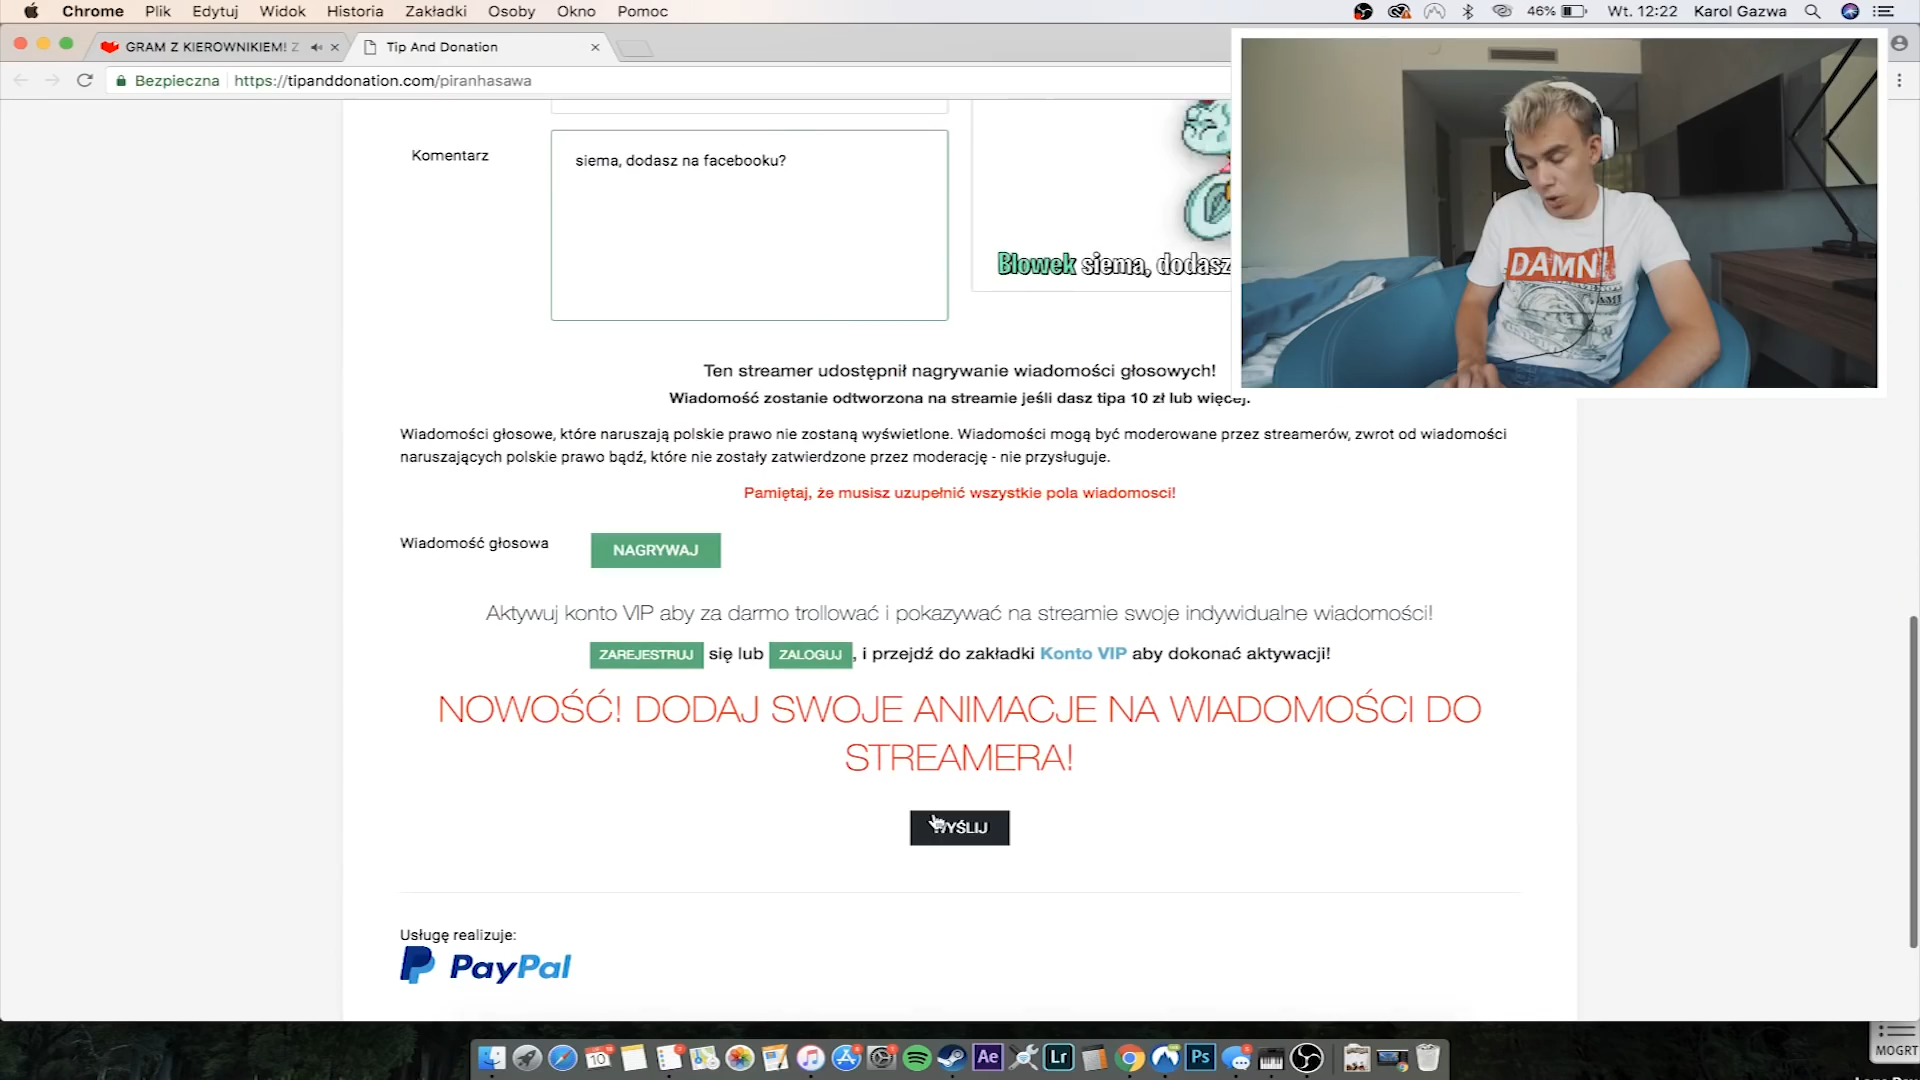 Chrome Plik Edytuj Widok Historia Zakładki Osoby Okno Pomoc 46% Wt. 12:22 Karol Gazwa
GRAM Z KIEROWNIKIEM! Z
Tip And Donation
Bezpieczna https://tipanddonation.com/piranhasawa
Komentarz
siema, dodasz na facebooku?
Blowek siema, dodasz
DAMN!
Ten streamer udostępnił nagrywanie wiadomości głosowych!
Wiadomość zostanie odtworzona na streamie jeśli dasz tipa 10 zł lub więcej.
Wiadomości głosowe, które naruszają polskie prawo nie zostaną wyświetlone. Wiadomości mogą być moderowane przez streamerów, zwrot od wiadomości
naruszających polskie prawo bądź, które nie zostały zatwierdzone przez moderację - nie przysługuje.
Pamiętaj, że musisz uzupełnić wszystkie pola wiadomosci!
Wiadomość głosowa
NAGRYWAJ
Aktywuj konto VIP aby za darmo trollować i pokazywać na streamie swoje indywidualne wiadomości!
ZAREJESTRUJ się lub ZALOGUJ, i przejdź do zakładki Konto VIP aby dokonać aktywacji!
NOWOŚĆ! DODAJ SWOJE ANIMACJE NA WIADOMOŚCI DO
STREAMERA!
WYŚLIJ
Usługę realizuje:
PayPal
10 Ae Lr Ps
MOGRT